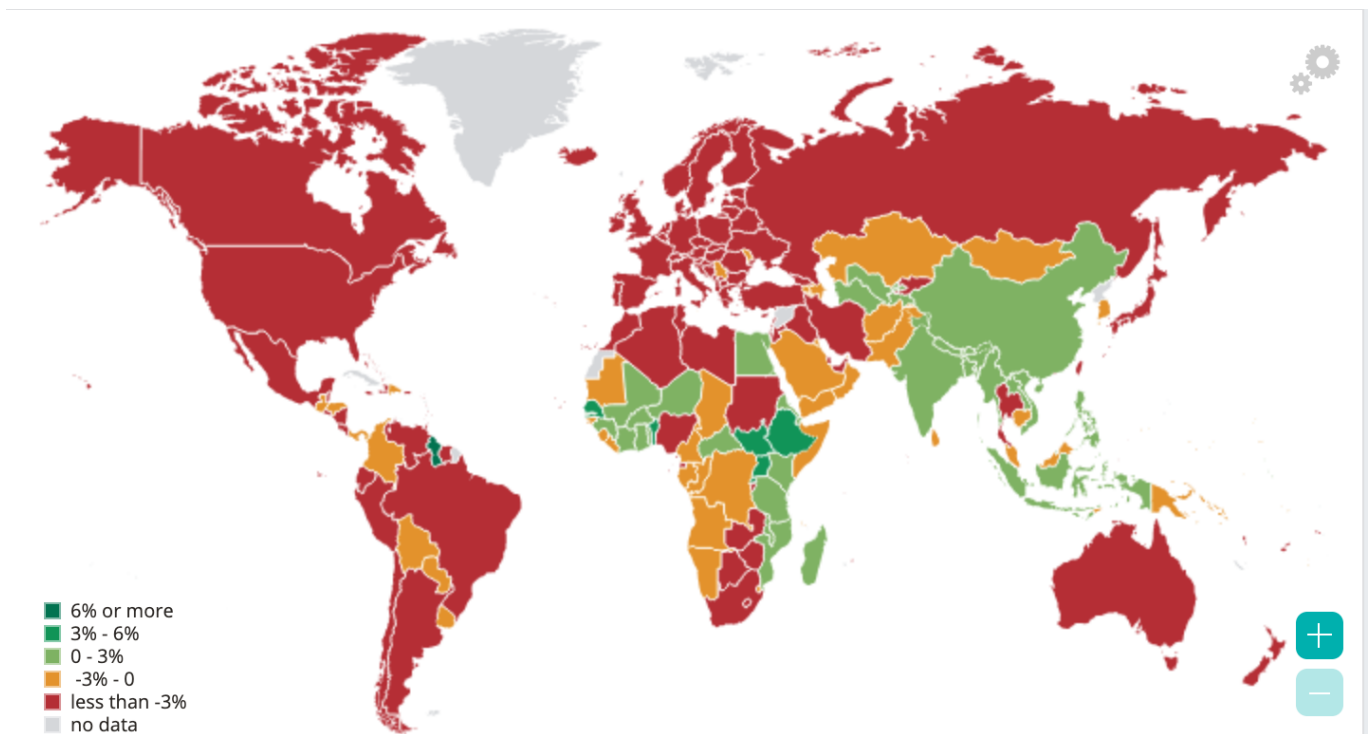 6% or more
3% - 6%
0 - 3%
-3% - 0
less than -3%
no data